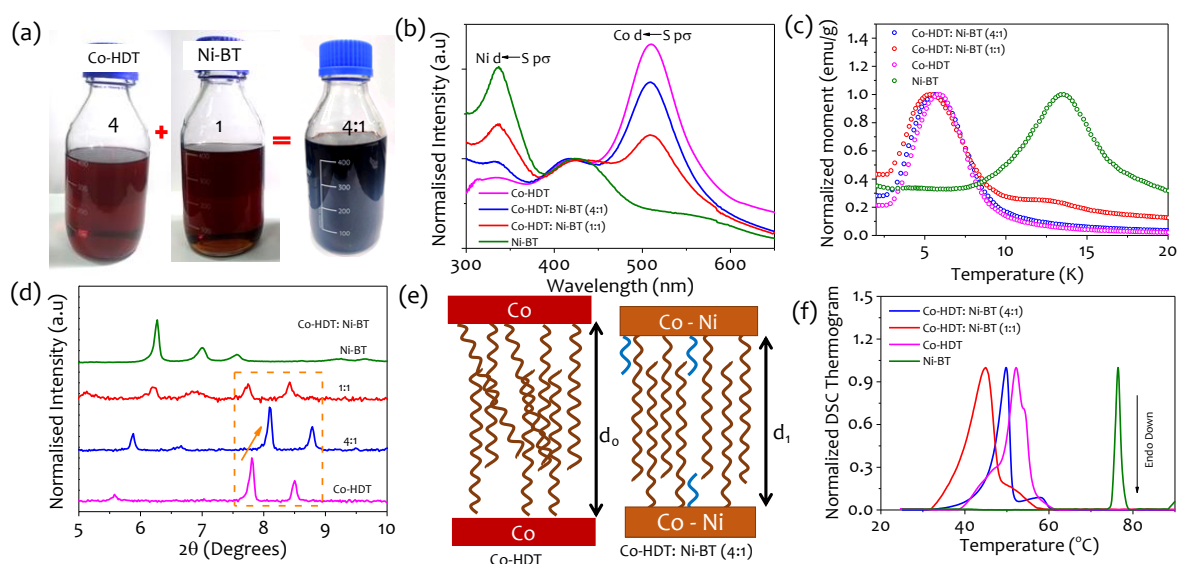 (a)
Co-HDT
Ni-BT
4
1
4:1
400
300
200
100
(b)
Normalised Intensity (a.u)
Ni d←S pσ
Co d←S pσ
Co-HDT
Co-HDT: Ni-BT (4:1)
Co-HDT: Ni-BT (1:1)
Ni-BT
300 400 500 600
Wavelength (nm)
(c)
Normalized moment (emu/g)
1.4
1.2
1.0
0.8
0.6
0.4
0.2
0.0
Co-HDT: Ni-BT (4:1)
Co-HDT: Ni-BT (1:1)
Co-HDT
Ni-BT
5 10 15 20
Temperature (K)
(d)
Normalised Intensity (a.u)
Co-HDT: Ni-BT
Ni-BT
1:1
4:1
Co-HDT
5 6 7 8 9 10
2θ (Degrees)
(e)
Co
Co
d0
Co-HDT
Co - Ni
Co - Ni
d1
Co-HDT: Ni-BT (4:1)
(f)
Normalized DSC Thermogram
1.5
1.2
0.9
0.6
0.3
0.0
Co-HDT: Ni-BT (4:1)
Co-HDT: Ni-BT (1:1)
Co-HDT
Ni-BT
Endo Down
20 40 60 80
Temperature (°C)